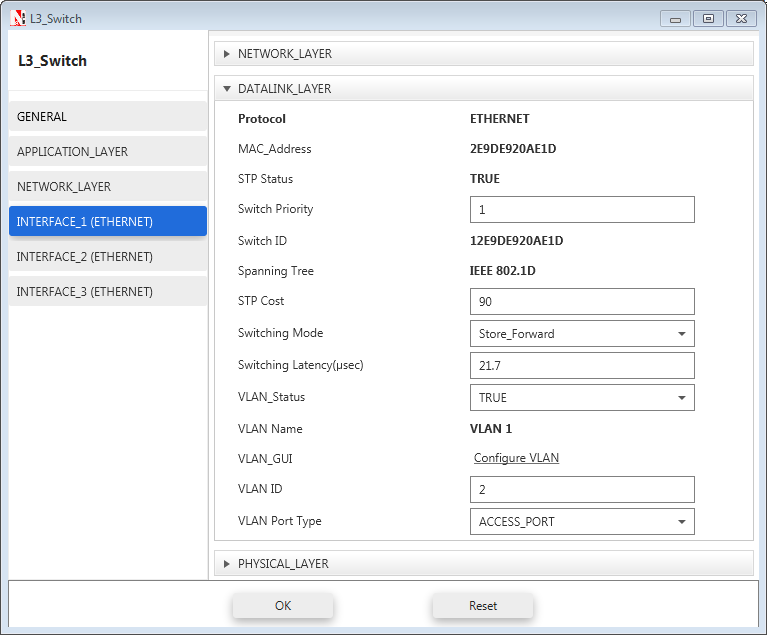 L3_Switch
L3_Switch
GENERAL
APPLICATION_LAYER
NETWORK_LAYER
INTERFACE_1 (ETHERNET)
INTERFACE_2 (ETHERNET)
INTERFACE_3 (ETHERNET)
NETWORK_LAYER
DATALINK_LAYER
Protocol ETHERNET
MAC_Address 2E9DE920AE1D
STP Status TRUE
Switch Priority 1
Switch ID 12E9DE920AE1D
Spanning Tree IEEE 802.1D
STP Cost 90
Switching Mode Store_Forward
Switching Latency(µsec) 21.7
VLAN_Status TRUE
VLAN Name VLAN 1
VLAN_GUI Configure VLAN
VLAN ID 2
VLAN Port Type ACCESS_PORT
PHYSICAL_LAYER
OK Reset